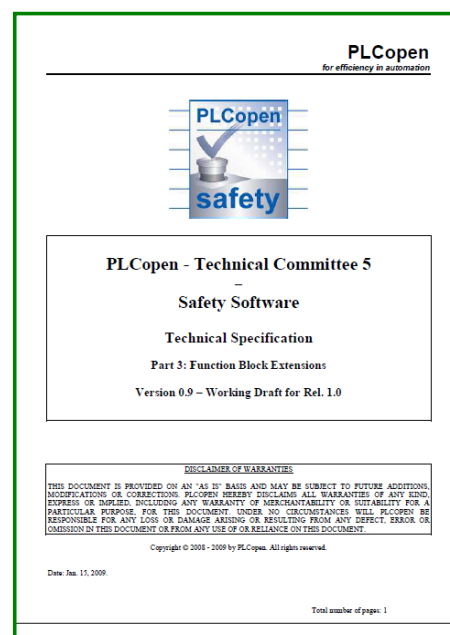 PLCopen
for efficiency in automation
PLCopen
safety
PLCopen - Technical Committee 5
–
Safety Software
Technical Specification
Part 3: Function Block Extensions
Version 0.9 – Working Draft for Rel. 1.0
DISCLAIMER OF WARRANTIES
THIS DOCUMENT IS PROVIDED ON AN "AS IS" BASIS AND MAY BE SUBJECT TO FUTURE ADDITIONS,
MODIFICATIONS OR CORRECTIONS. PLCOPEN HEREBY DISCLAIMS ALL WARRANTIES OF ANY KIND,
EXPRESS OR IMPLIED, INCLUDING ANY WARRANTY OF MERCHANTABILITY OR SUITABILITY FOR A
PARTICULAR PURPOSE, FOR THIS DOCUMENT. UNDER NO CIRCUMSTANCES WILL PLCOPEN BE
RESPONSIBLE FOR ANY LOSS OR DAMAGE ARISING OR RESULTING FROM ANY DEFECT, ERROR OR
OMISSION IN THIS DOCUMENT OR FROM ANY USE OF OR RELIANCE ON THIS DOCUMENT.
Copyright © 2008 - 2009 by PLCopen. All rights reserved.
Date: Jan. 15, 2009.
Total number of pages: 1